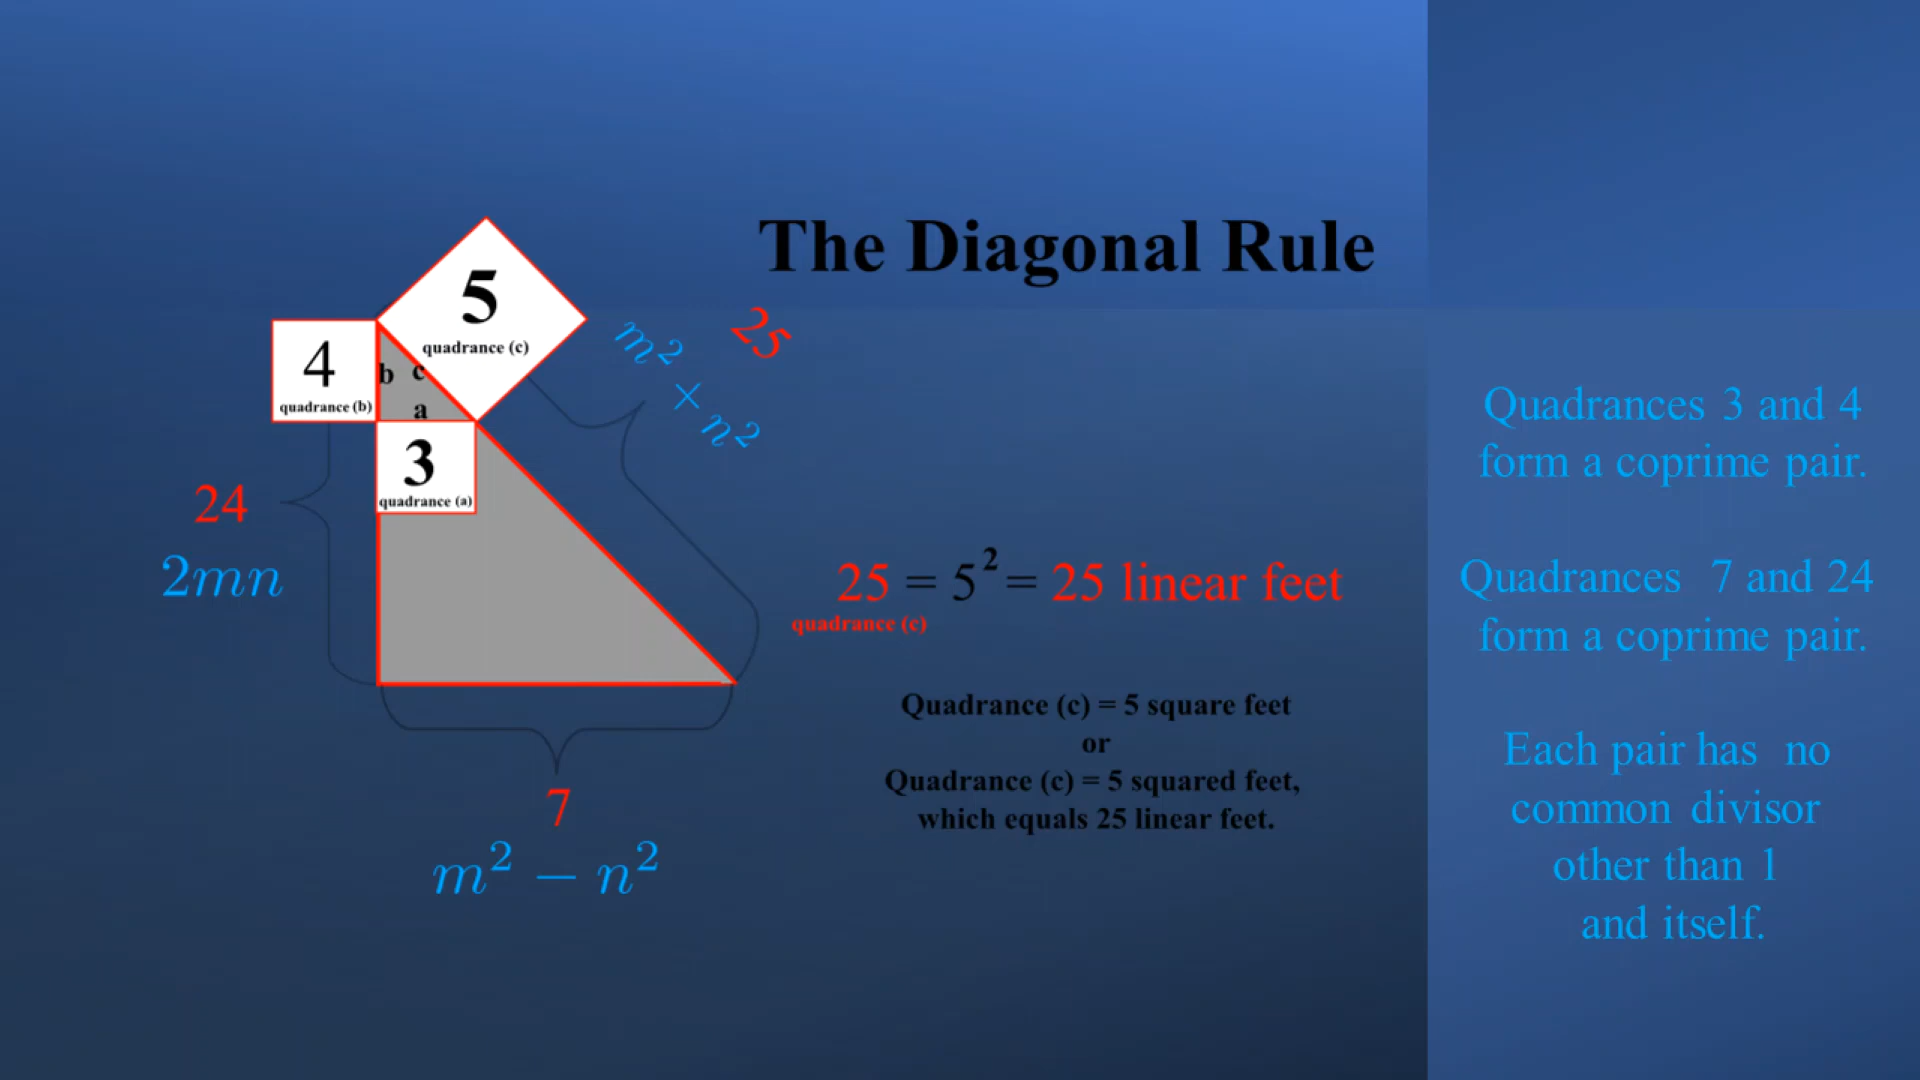 The Diagonal Rule
5
quadrance (c)
4
quadrance (b)
b c
a
3
quadrance (a)
m² × n²
25
24
2mn
7
m² − n²
25 = 5² = 25 linear feet
quadrance (c)
Quadrance (c) = 5 square feet
or
Quadrance (c) = 5 squared feet,
which equals 25 linear feet.
Quadrances 3 and 4
form a coprime pair.
Quadrances 7 and 24
form a coprime pair.
Each pair has no
common divisor
other than 1
and itself.